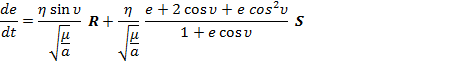 de/dt = η sin υ / √(μ/a) R + η / √(μ/a) e + 2 cos υ + e cos²υ / 1 + e cos υ S